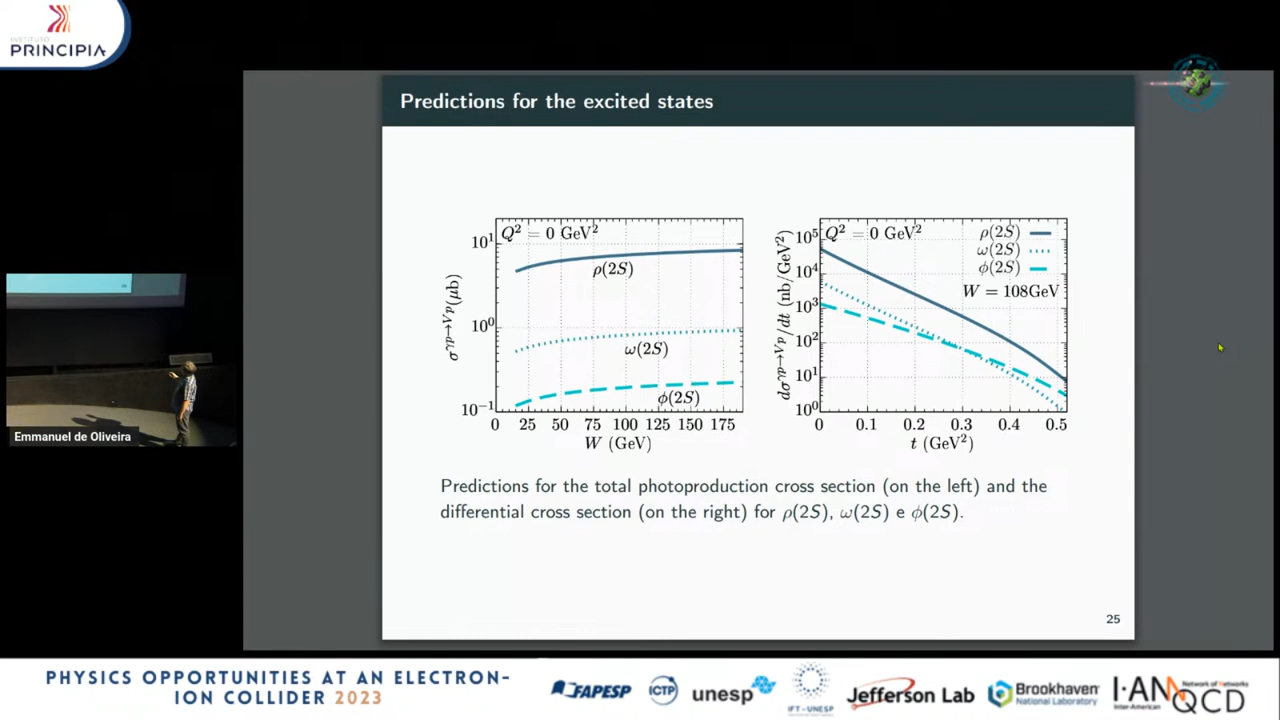 INSTITUTO
PRINCIPIA
Predictions for the excited states
Q² = 0 GeV²
ρ(2S)
ω(2S)
ϕ(2S)
10¹
10⁰
10⁻¹
σ^γp→Vp (μb)
0 25 50 75 100 125 150 175
W (GeV)
Q² = 0 GeV²
ρ(2S)
ω(2S)
ϕ(2S)
W = 108GeV
10⁵
10⁴
10³
10²
10¹
10⁰
dσ^γp→Vp/dt (nb/GeV²)
0 0.1 0.2 0.3 0.4 0.5
t (GeV²)
Predictions for the total photoproduction cross section (on the left) and the
differential cross section (on the right) for ρ(2S), ω(2S) e ϕ(2S).
25
Emmanuel de Oliveira
PHYSICS OPPORTUNITIES AT AN ELECTRON-
ION COLLIDER 2023
FAPESP
ICTP
unesp
IFT - UNESP
Jefferson Lab
Brookhaven
National Laboratory
I·ANQCD
Inter-American
Network of Networks